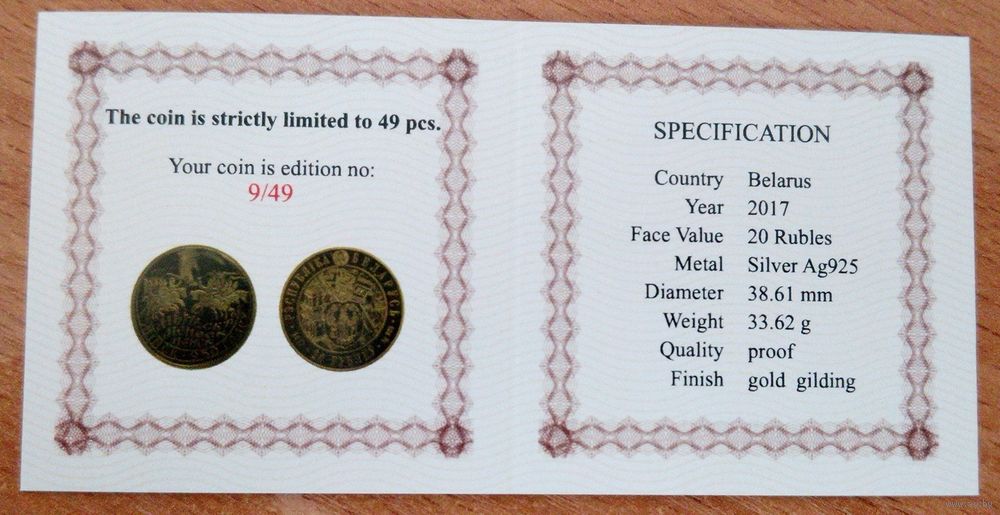 The coin is strictly limited to 49 pcs.
Your coin is edition no:
9/49
SPECIFICATION
Country Belarus
Year 2017
Face Value 20 Rubles
Metal Silver Ag925
Diameter 38.61 mm
Weight 33.62 g
Quality proof
Finish gold gilding